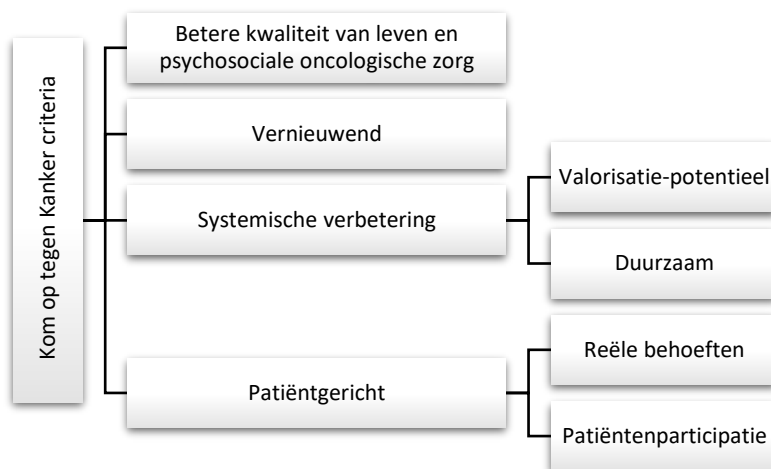 Kom op tegen Kanker criteria
Betere kwaliteit van leven en
psychosociale oncologische zorg
Vernieuwend
Systemische verbetering
Valorisatie-potentieel
Duurzaam
Patiëntgericht
Reële behoeften
Patiëntenparticipatie